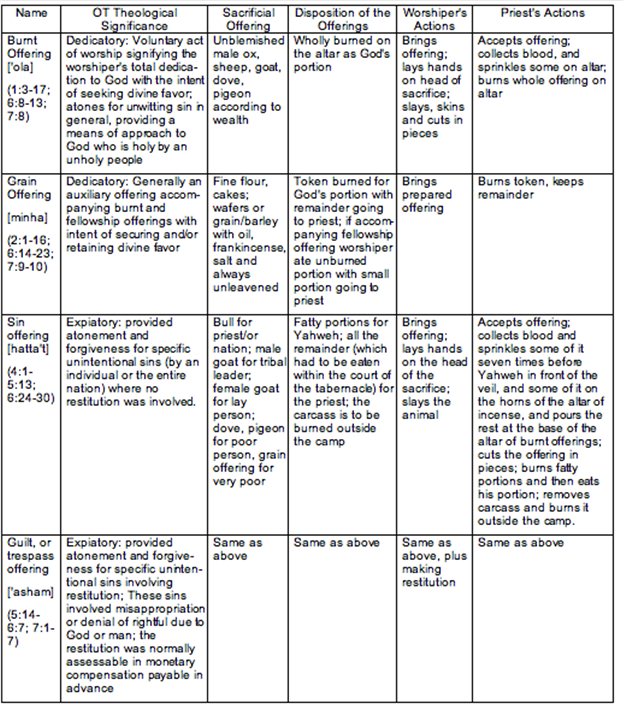 Name
OT Theological
Significance
Sacrificial
Offering
Disposition of the
Offerings
Worshiper's
Actions
Priest's Actions
Burnt
Offering
['ola]
(1:3-17;
6:8-13;
7:8)
Dedicatory: Voluntary act
of worship signifying the
worshiper's total dedica-
tion to God with the intent
of seeking divine favor;
atones for unwitting sin in
general, providing a
means of approach to
God who is holy by an
unholy people
Unblemished
male ox,
sheep, goat,
dove,
pigeon
according to
wealth
Wholly burned on
the altar as God's
portion
Brings
offering;
lays hands
on head of
sacrifice;
slays, skins
and cuts in
pieces
Accepts offering;
collects blood, and
sprinkles some on altar;
burns whole offering on
altar
Grain
Offering
[minha]
(2:1-16;
6:14-23;
7:9-10)
Dedicatory: Generally an
auxiliary offering accom-
panying burnt and
fellowship offerings with
intent of securing and/or
retaining divine favor
Fine flour,
cakes;
wafers or
grain/barley
with oil,
frankincense,
salt and
always
unleavened
Token burned for
God's portion with
remainder going
to priest; if accom-
panying fellowship
offering worshiper
ate unburned
portion with small
portion going to
priest
Brings
prepared
offering
Burns token, keeps
remainder
Sin
offering
[hatta't]
(4:1-
5:13;
6:24-30)
Expiatory: provided
atonement and
forgiveness for specific
unintentional sins (by an
individual or the entire
nation) where no
restitution was involved.
Bull for
priest/or
nation; male
goat for tribal
leader;
female goat
for lay
person;
dove, pigeon
for poor
person, grain
offering for
very poor
Fatty portions for
Yahweh; all the
remainder (which
had to be eaten
within the court of
the tabernacle) for
the priest; the
carcass is to be
burned outside
the camp
Brings
offering;
lays hands
on the head
of the
sacrifice;
slays the
animal
Accepts offering;
collects blood and
sprinkles some of it
seven times before
Yahweh in front of the
veil, and some of it on
the horns of the altar of
incense, and pours the
rest at the base of the
altar of burnt offerings;
cuts the offering in
pieces; burns fatty
portions and then eats
his portion; removes
carcass and burns it
outside the camp.
Guilt, or
trespass
offering
['asham]
(5:14-
6:7; 7:1-
7)
Expiatory: provided
atonement and forgive-
ness for specific uninten-
tional sins involving
restitution; These sins
involved misappropriation
or denial of rightful due to
God or man; the
restitution was normally
assessable in monetary
compensation payable in
advance
Same as
above
Same as above
Same as
above, plus
making
restitution
Same as above